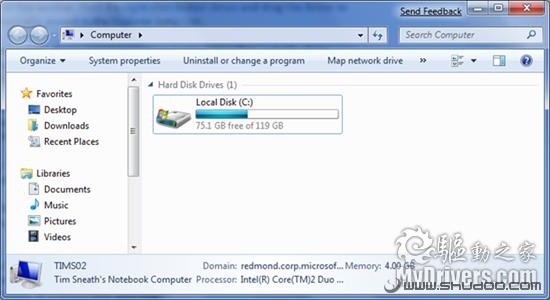 Send Feedback
Computer
Search Computer
Organize
System properties
Uninstall or change a program
Map network drive
»
Favorites
Desktop
Downloads
Recent Places
Libraries
Documents
Music
Pictures
Videos
Hard Disk Drives (1)
Local Disk (C:)
75.1 GB free of 119 GB
TIMS02
Domain: redmond.corp.microsof...
Memory: 4.00 GB
Tim Sneath's Notebook Computer
Processor: Intel(R) Core(TM)2 Duo ...
驱动之家
MyDrivers.com
www.shudoo.com